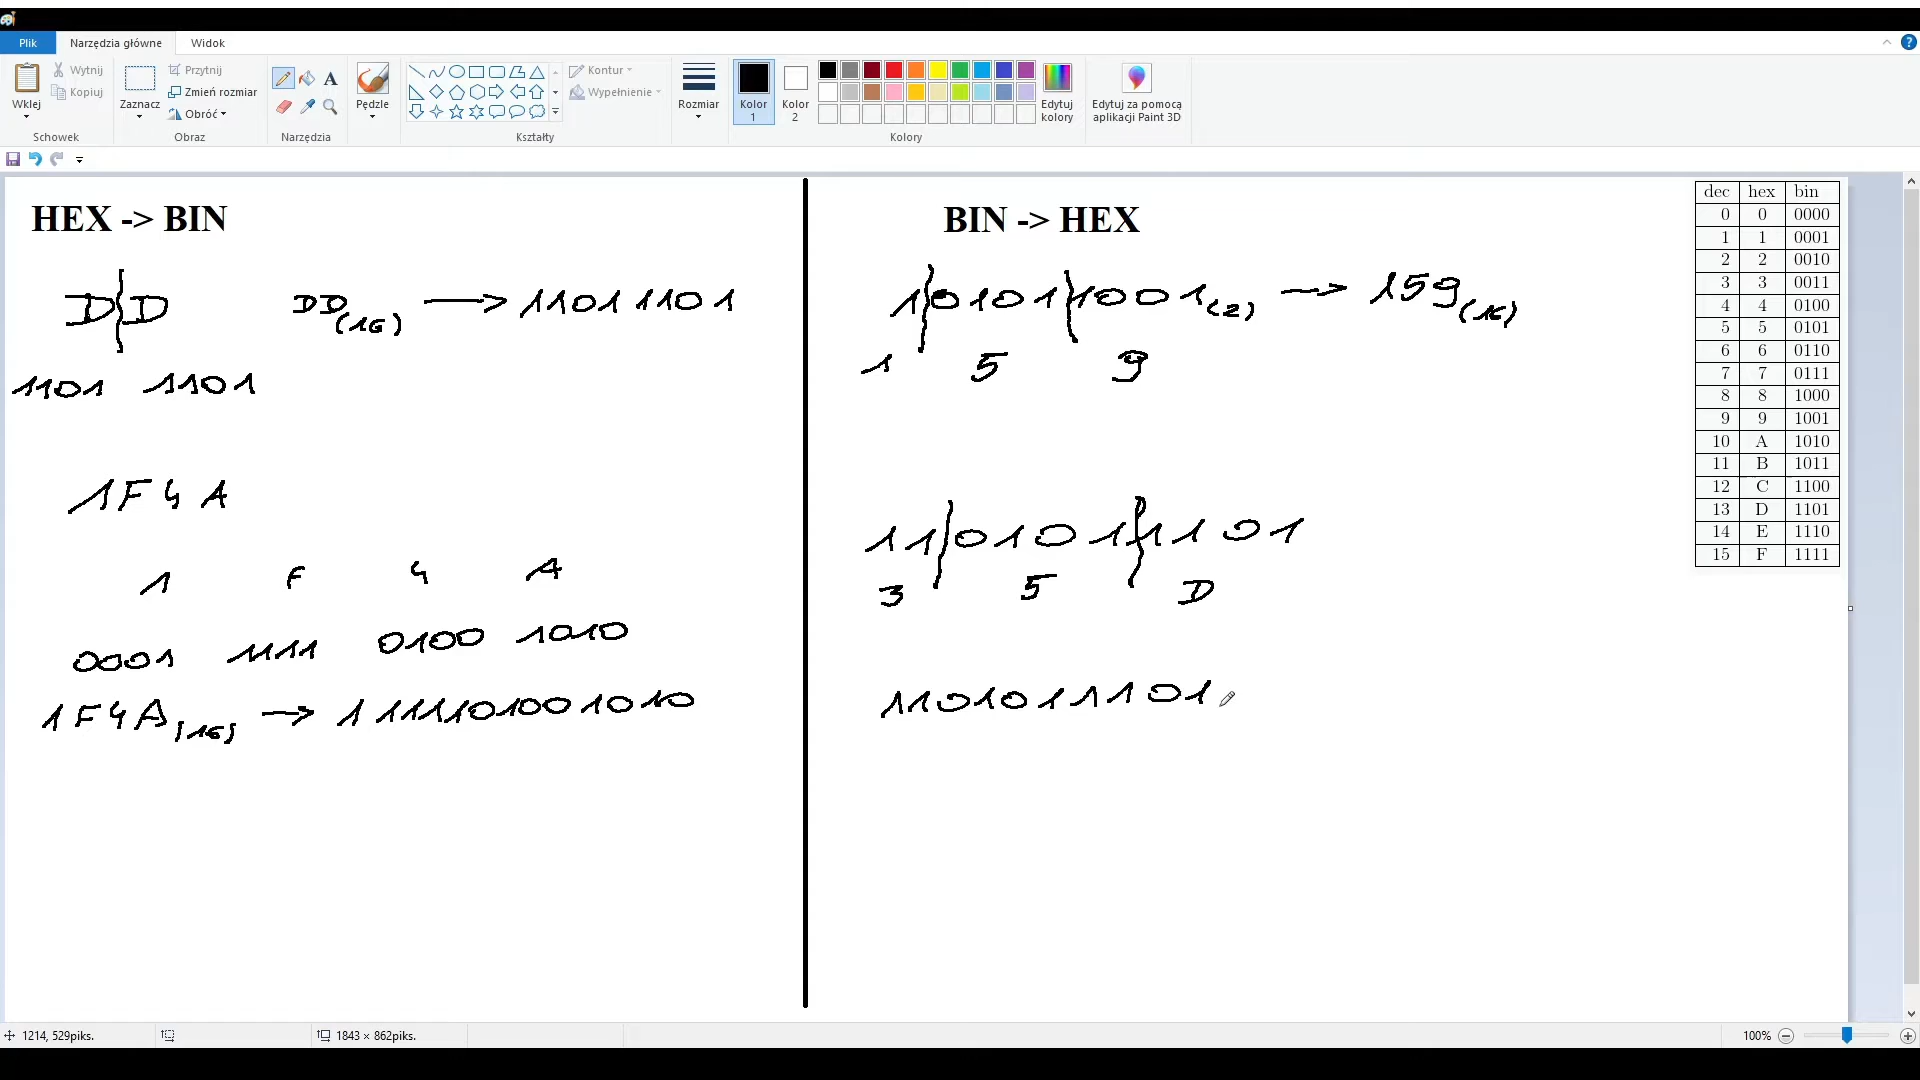 Plik Narzędzia główne Widok
Wklej
Wytnij
Kopiuj
Schowek
Zaznacz
Przytnij
Zmień rozmiar
Obróć
Obraz
A
Narzędzia
Pędzle
Kontur
Wypełnienie
Kształty
Rozmiar
Kolor 1
Kolor 2
Edytuj kolory
Kolory
Edytuj za pomocą aplikacji Paint 3D
?
HEX -> BIN
D D DD(16) → 1101 1101
1101 1101
1F4A
1 F 4 A
0001 1111 0100 1010
1F4A(16) → 1111101001010
BIN -> HEX
1 0101 1001(2) → 159(16)
1 5 9
11 0101 1101
3 5 D
1101011101
dec hex bin
0 0 0000
1 1 0001
2 2 0010
3 3 0011
4 4 0100
5 5 0101
6 6 0110
7 7 0111
8 8 1000
9 9 1001
10 A 1010
11 B 1011
12 C 1100
13 D 1101
14 E 1110
15 F 1111
1214, 529piks. 1843 × 862piks. 100%